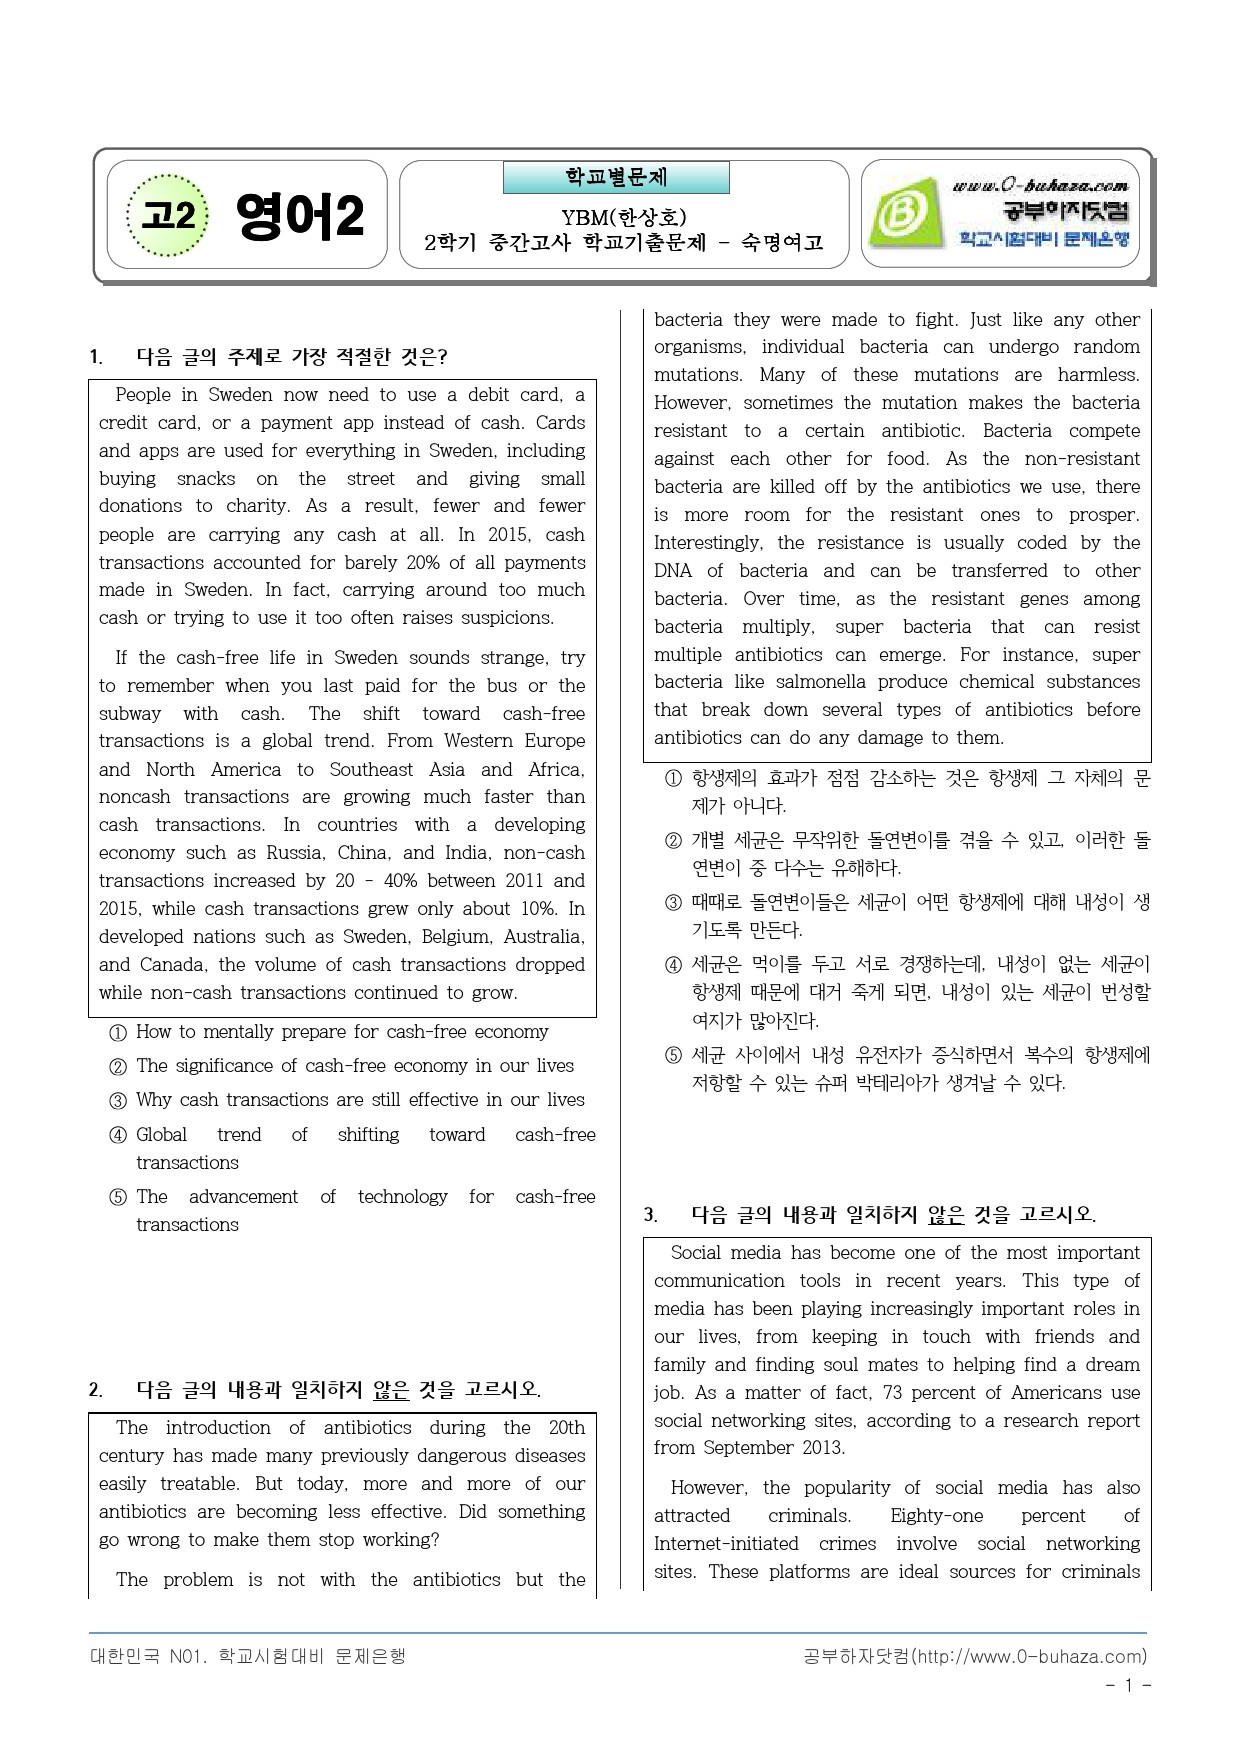 고2 영어2
학교별문제
YBM(한상호)
2학기 중간고사 학교기출문제 - 숙명여고
www.O-buhaza.com
공부하자닷컴
학교시험대비 문제은행
1. 다음 글의 주제로 가장 적절한 것은?
People in Sweden now need to use a debit card, a
credit card, or a payment app instead of cash. Cards
and apps are used for everything in Sweden, including
buying snacks on the street and giving small
donations to charity. As a result, fewer and fewer
people are carrying any cash at all. In 2015, cash
transactions accounted for barely 20% of all payments
made in Sweden. In fact, carrying around too much
cash or trying to use it too often raises suspicions.
If the cash-free life in Sweden sounds strange, try
to remember when you last paid for the bus or the
subway with cash. The shift toward cash-free
transactions is a global trend. From Western Europe
and North America to Southeast Asia and Africa,
noncash transactions are growing much faster than
cash transactions. In countries with a developing
economy such as Russia, China, and India, non-cash
transactions increased by 20 - 40% between 2011 and
2015, while cash transactions grew only about 10%. In
developed nations such as Sweden, Belgium, Australia,
and Canada, the volume of cash transactions dropped
while non-cash transactions continued to grow.
① How to mentally prepare for cash-free economy
② The significance of cash-free economy in our lives
③ Why cash transactions are still effective in our lives
④ Global trend of shifting toward cash-free
transactions
⑤ The advancement of technology for cash-free
transactions
2. 다음 글의 내용과 일치하지 않은 것을 고르시오.
The introduction of antibiotics during the 20th
century has made many previously dangerous diseases
easily treatable. But today, more and more of our
antibiotics are becoming less effective. Did something
go wrong to make them stop working?
The problem is not with the antibiotics but the
bacteria they were made to fight. Just like any other
organisms, individual bacteria can undergo random
mutations. Many of these mutations are harmless.
However, sometimes the mutation makes the bacteria
resistant to a certain antibiotic. Bacteria compete
against each other for food. As the non-resistant
bacteria are killed off by the antibiotics we use, there
is more room for the resistant ones to prosper.
Interestingly, the resistance is usually coded by the
DNA of bacteria and can be transferred to other
bacteria. Over time, as the resistant genes among
bacteria multiply, super bacteria that can resist
multiple antibiotics can emerge. For instance, super
bacteria like salmonella produce chemical substances
that break down several types of antibiotics before
antibiotics can do any damage to them.
① 항생제의 효과가 점점 감소하는 것은 항생제 그 자체의 문
제가 아니다.
② 개별 세균은 무작위한 돌연변이를 겪을 수 있고, 이러한 돌
연변이 중 다수는 유해하다.
③ 때때로 돌연변이들은 세균이 어떤 항생제에 대해 내성이 생
기도록 만든다.
④ 세균은 먹이를 두고 서로 경쟁하는데, 내성이 없는 세균이
항생제 때문에 대거 죽게 되면, 내성이 있는 세균이 번성할
여지가 많아진다.
⑤ 세균 사이에서 내성 유전자가 증식하면서 복수의 항생제에
저항할 수 있는 슈퍼 박테리아가 생겨날 수 있다.
3. 다음 글의 내용과 일치하지 않은 것을 고르시오.
Social media has become one of the most important
communication tools in recent years. This type of
media has been playing increasingly important roles in
our lives, from keeping in touch with friends and
family and finding soul mates to helping find a dream
job. As a matter of fact, 73 percent of Americans use
social networking sites, according to a research report
from September 2013.
However, the popularity of social media has also
attracted criminals. Eighty-one percent of
Internet-initiated crimes involve social networking
sites. These platforms are ideal sources for criminals
대한민국 N01. 학교시험대비 문제은행
공부하자닷컴(http://www.0-buhaza.com)
- 1 -